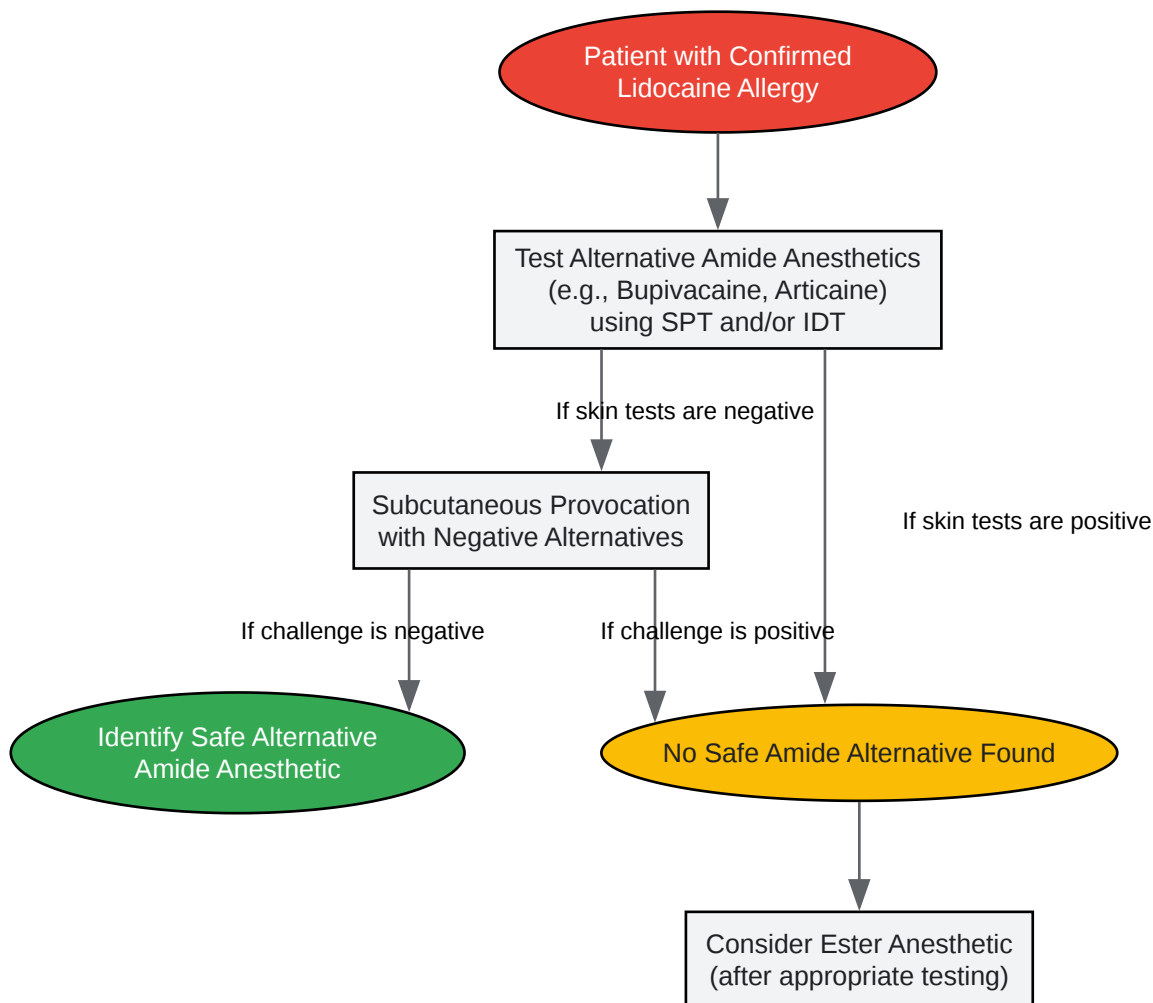 Patient with Confirmed
Lidocaine Allergy
Test Alternative Amide Anesthetics
(e.g., Bupivacaine, Articaine)
using SPT and/or IDT
If skin tests are negative
Subcutaneous Provocation
with Negative Alternatives
If skin tests are positive
If challenge is negative
If challenge is positive
Identify Safe Alternative
Amide Anesthetic
No Safe Amide Alternative Found
Consider Ester Anesthetic
(after appropriate testing)